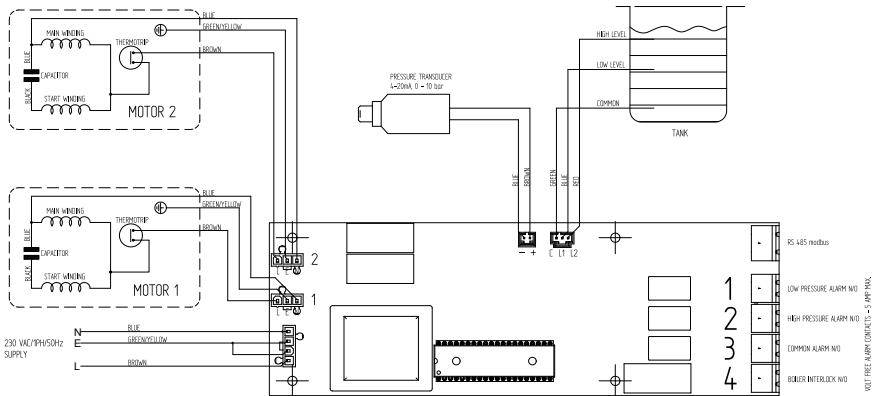 BLUE
GREEN/YELLOW
BROWN
MAIN WINDING
THERMOTRIP
BLUE
CAPACITOR
BLACK
START WINDING
MOTOR 2
PRESSURE TRANSDUCER
4-20mA, 0 - 10 bar
BLUE
BROWN
HIGH LEVEL
LOW LEVEL
COMMON
TANK
GREEN
BLUE
RED
BLUE
GREEN/YELLOW
BROWN
MAIN WINDING
THERMOTRIP
BLUE
CAPACITOR
BLACK
START WINDING
MOTOR 1
2
L E
1
L E
- +
C L1 L2
RS 485 modbus
1 LOW PRESSURE ALARM N/O
2 HIGH PRESSURE ALARM N/O
3 COMMON ALARM N/O
4 BOILER INTERLOCK N/O
VOLT FREE ALARM CONTACTS - 5 AMP MAX.
230 VAC/1PH/50Hz
SUPPLY
N BLUE
E GREEN/YELLOW
L BROWN